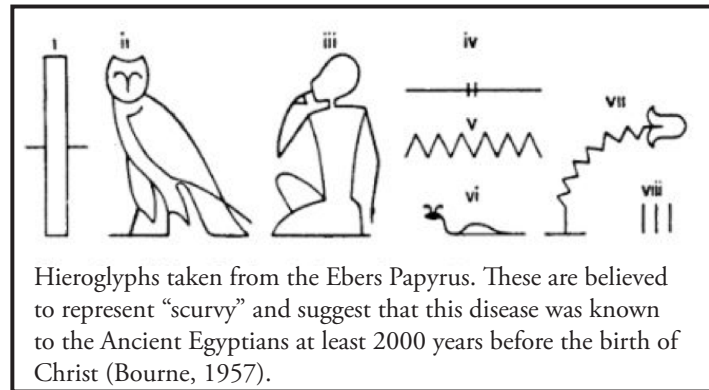 i ii iii iv
v vii
vi viii
Hieroglyphs taken from the Ebers Papyrus. These are believed
to represent “scurvy” and suggest that this disease was known
to the Ancient Egyptians at least 2000 years before the birth of
Christ (Bourne, 1957).